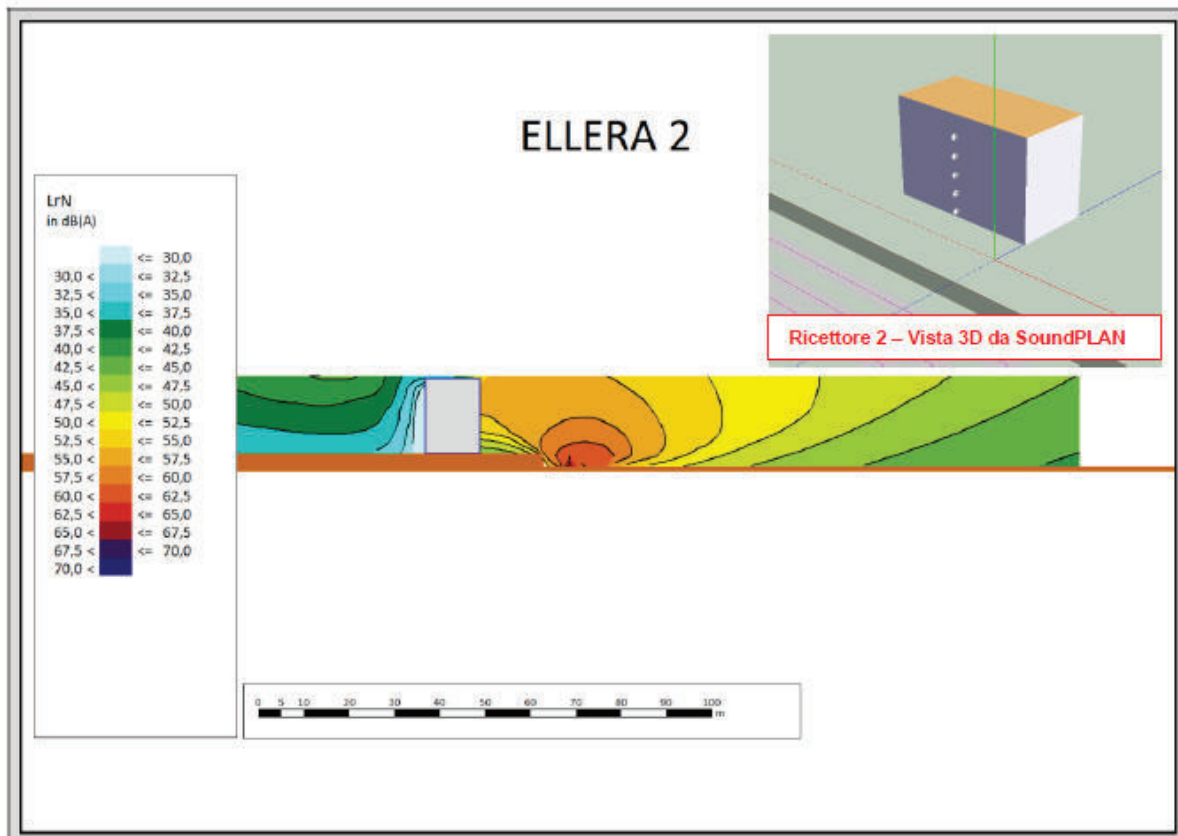 ELLERA 2
Ricettore 2 – Vista 3D da SoundPLAN
LrN
in dB(A)
<= 30,0
30,0 < <= 32,5
32,5 < <= 35,0
35,0 < <= 37,5
37,5 < <= 40,0
40,0 < <= 42,5
42,5 < <= 45,0
45,0 < <= 47,5
47,5 < <= 50,0
50,0 < <= 52,5
52,5 < <= 55,0
55,0 < <= 57,5
57,5 < <= 60,0
60,0 < <= 62,5
62,5 < <= 65,0
65,0 < <= 67,5
67,5 < <= 70,0
70,0 <
0 5 10 20 30 40 50 60 70 80 90 100
m